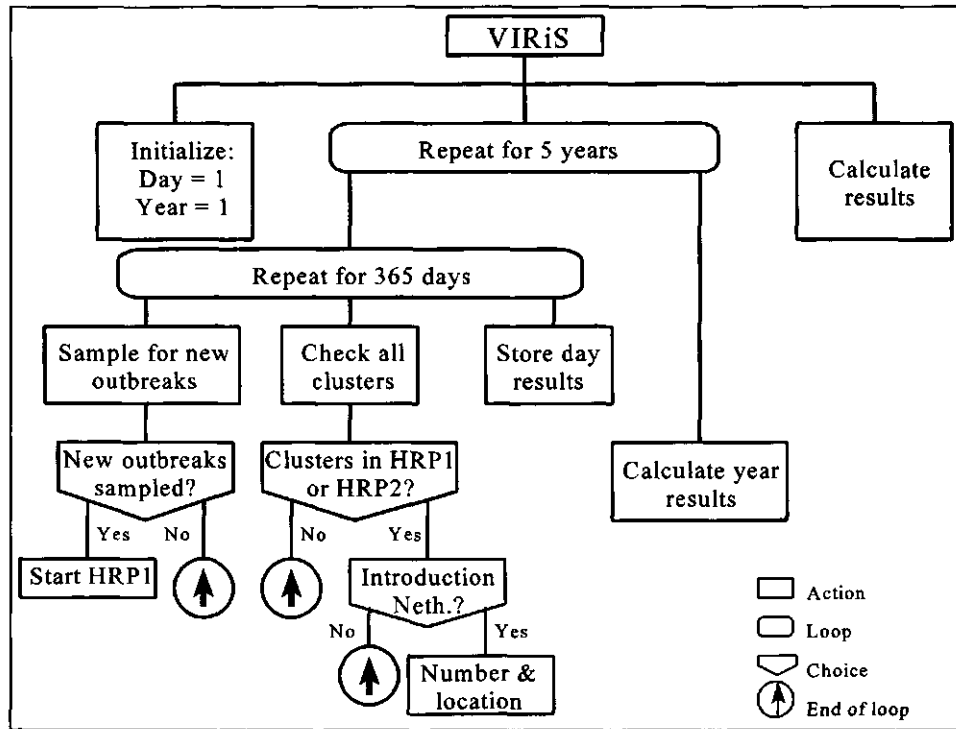 VIRiS
Initialize:
Day = 1
Year = 1
Repeat for 5 years
Calculate
results
Repeat for 365 days
Sample for new
outbreaks
Check all
clusters
Store day
results
New outbreaks
sampled?
Clusters in HRP1
or HRP2?
Calculate year
results
Yes
No
No
Yes
Start HRP1
Introduction
Neth.?
No
Yes
Number &
location
Action
Loop
Choice
End of loop